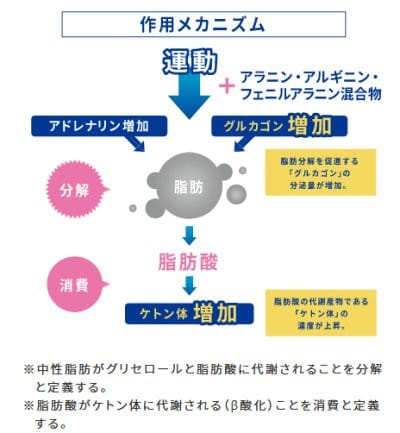 作用メカニズム
運動
+
アラニン・アルギニン・
フェニルアラニン混合物
アドレナリン増加
グルカゴン 増加
分解
脂肪
脂肪分解を促進する
「グルカゴン」の
分泌量が増加。
脂肪酸
消費
ケトン体 増加
脂肪酸の代謝産物である
「ケトン体」の
濃度が上昇。
※中性脂肪がグリセロールと脂肪酸に代謝されることを分解
と定義する。
※脂肪酸がケトン体に代謝される(β酸化)ことを消費と定義
する。